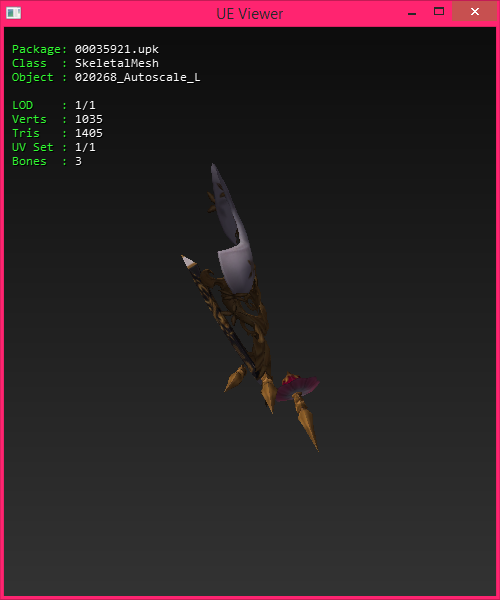 UE Viewer
Package: 00035921.upk
Class  : SkeletalMesh
Object : 020268_Autoscale_L
LOD    : 1/1
Verts  : 1035
Tris   : 1405
UV Set : 1/1
Bones  : 3